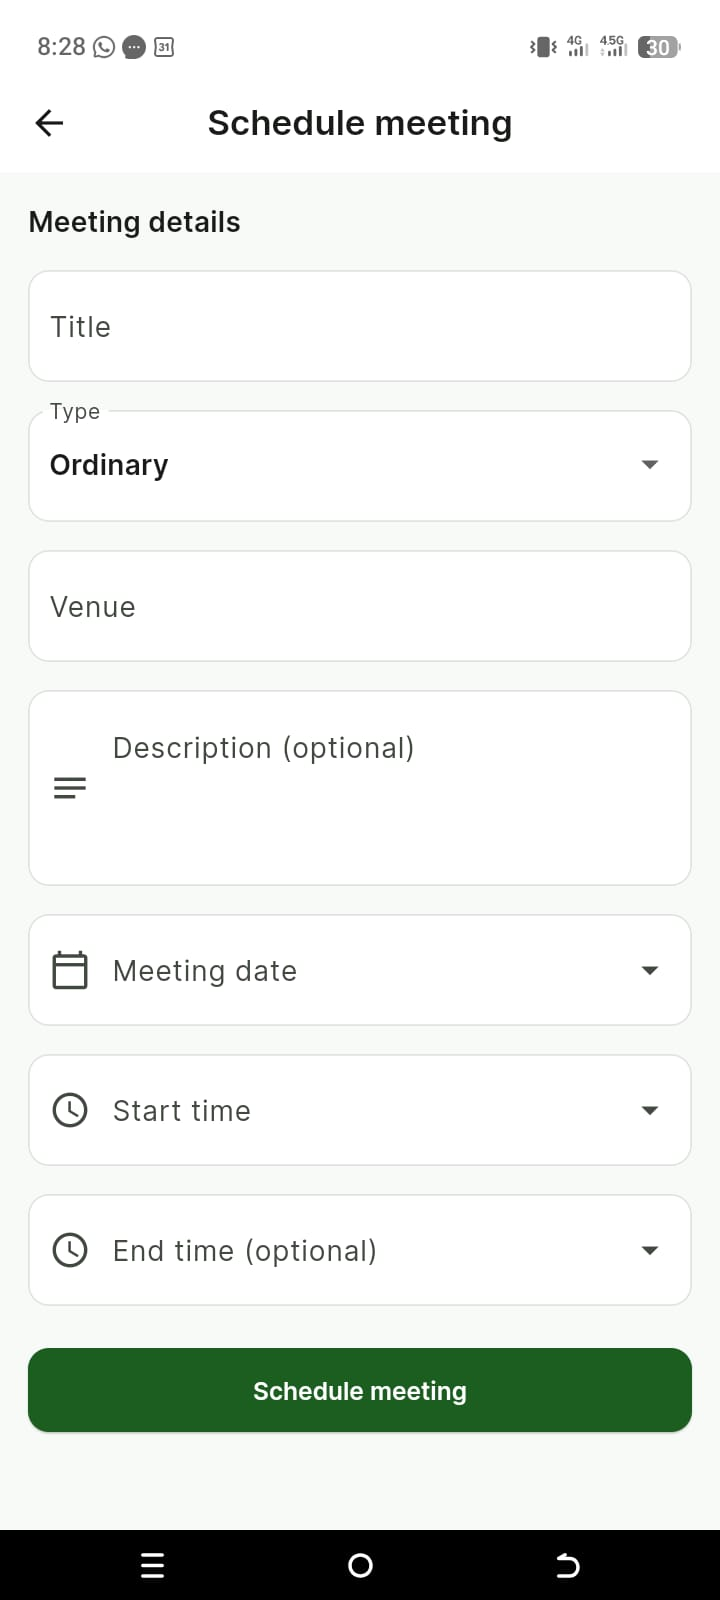 8:28 31 4G 4.5G 30
Schedule meeting
Meeting details
Title
Type
Ordinary
Venue
Description (optional)
Meeting date
Start time
End time (optional)
Schedule meeting